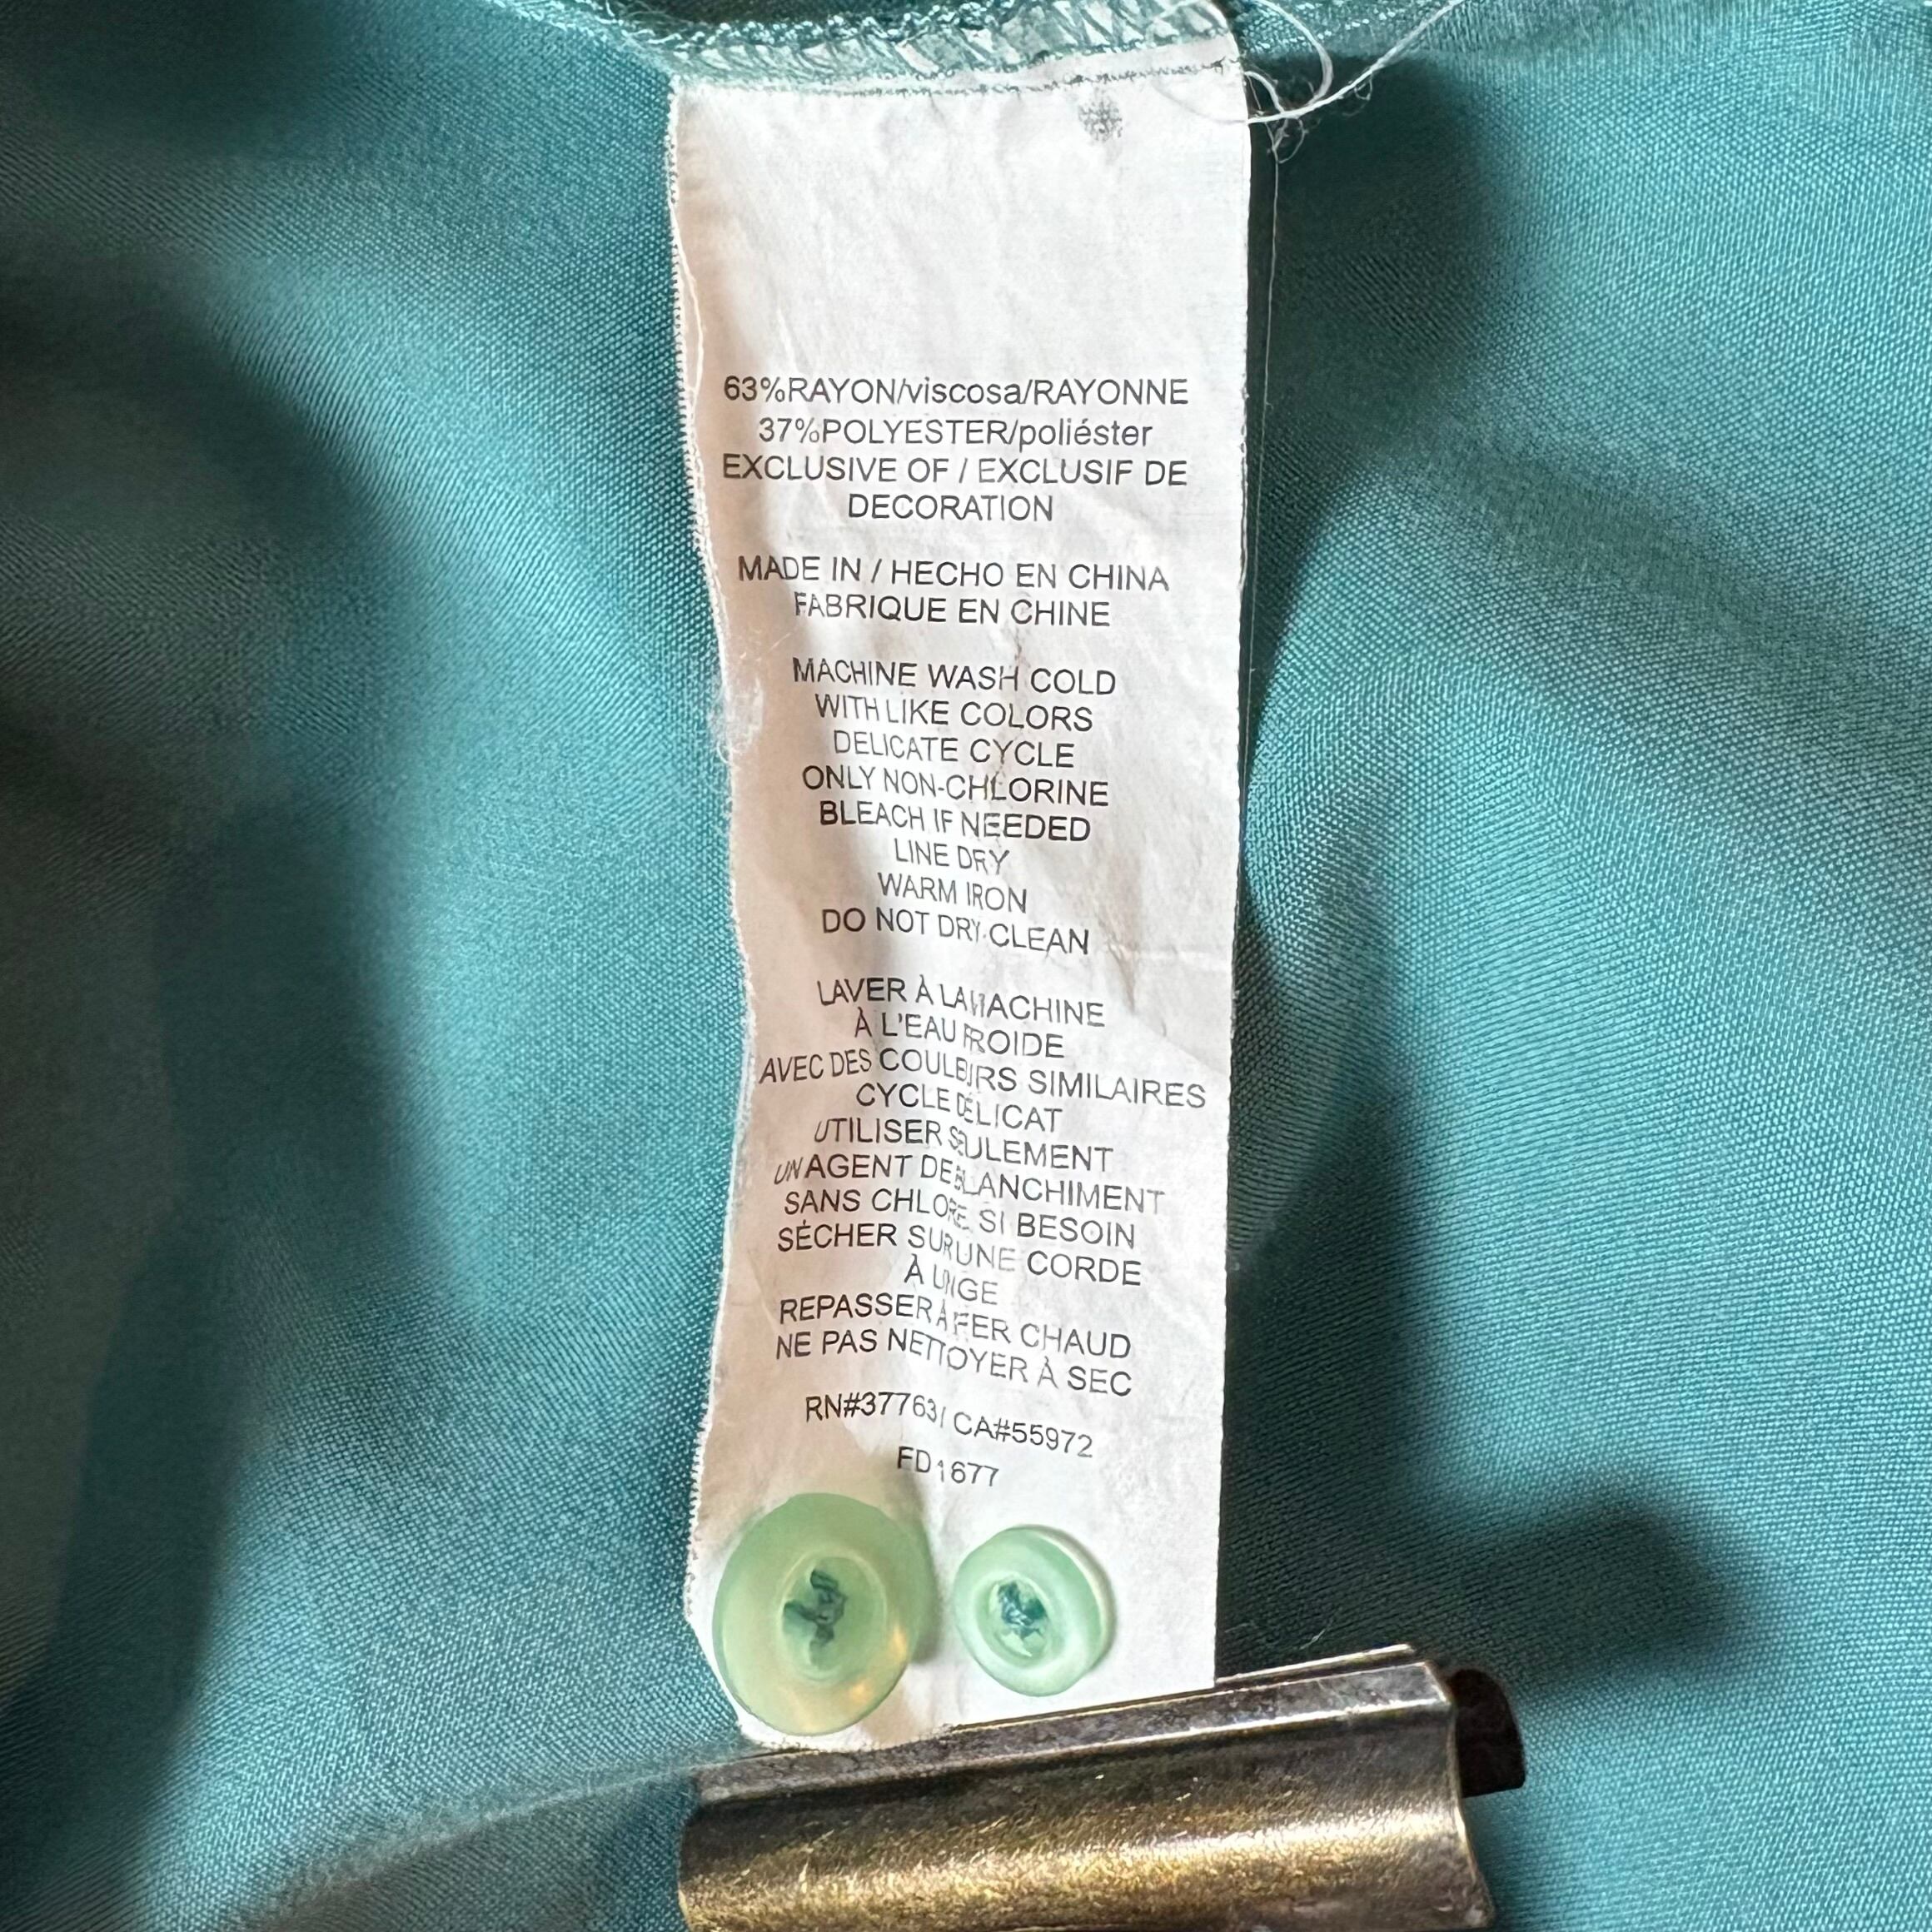 63%RAYON/viscosa/RAYONNE
37%POLYESTER/poliéster
EXCLUSIVE OF / EXCLUSIF DE
DECORATION
MADE IN / HECHO EN CHINA
FABRIQUE EN CHINE
MACHINE WASH COLD
WITH LIKE COLORS
DELICATE CYCLE
ONLY NON-CHLORINE
BLEACH IF NEEDED
LINE DRY
WARM IRON
DO NOT DRY CLEAN
LAVER À LA MACHINE
À L'EAU FROIDE
AVEC DES COULEURS SIMILAIRES
CYCLE DÉLICAT
UTILISER SEULEMENT
UN AGENT DE BLANCHIMENT
SANS CHLORE SI BESOIN
SÉCHER SUR UNE CORDE
À LINGE
REPASSER À FER CHAUD
NE PAS NETTOYER À SEC
RN#37763/ CA#55972
FD1677